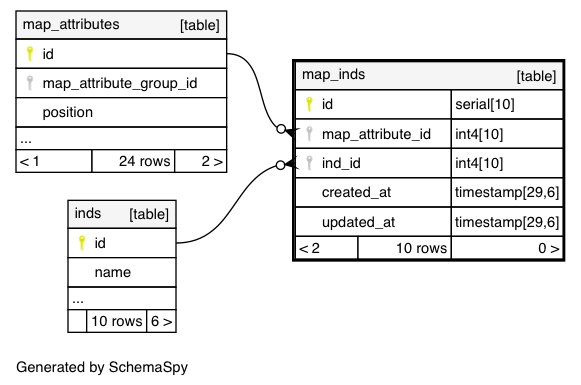 map_attributes [table]
id
map_attribute_group_id
position
...
< 1 24 rows 2 >
map_inds [table]
id serial[10]
map_attribute_id int4[10]
ind_id int4[10]
created_at timestamp[29,6]
updated_at timestamp[29,6]
< 2 10 rows 0 >
inds [table]
id
name
...
10 rows 6 >
Generated by SchemaSpy